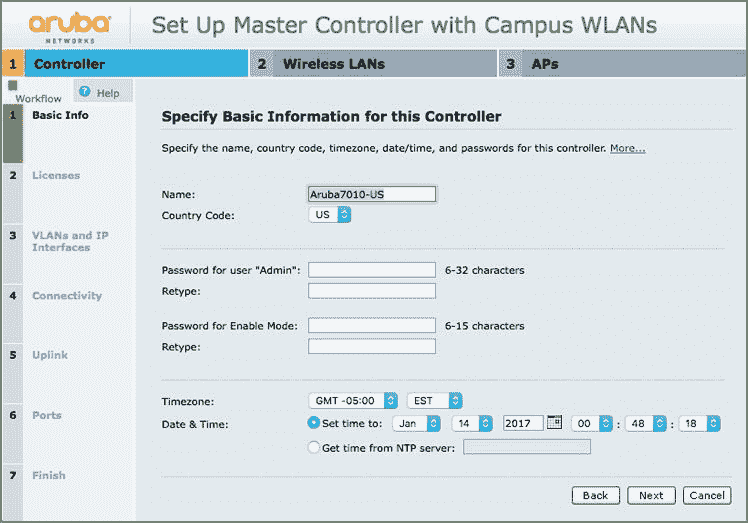 aruba
NETWORKS
Set Up Master Controller with Campus WLANs
1 Controller
2 Wireless LANs
3 APs
Workflow
? Help
1 Basic Info
2 Licenses
3 VLANs and IP
Interfaces
4 Connectivity
5 Uplink
6 Ports
7 Finish
Specify Basic Information for this Controller
Specify the name, country code, timezone, date/time, and passwords for this controller. More...
Name: Aruba7010-US
Country Code: US
Password for user "Admin": 6-32 characters
Retype:
Password for Enable Mode: 6-15 characters
Retype:
Timezone: GMT -05:00 EST
Date & Time: Set time to: Jan 14 2017 00 : 48 : 18
Get time from NTP server:
Back Next Cancel